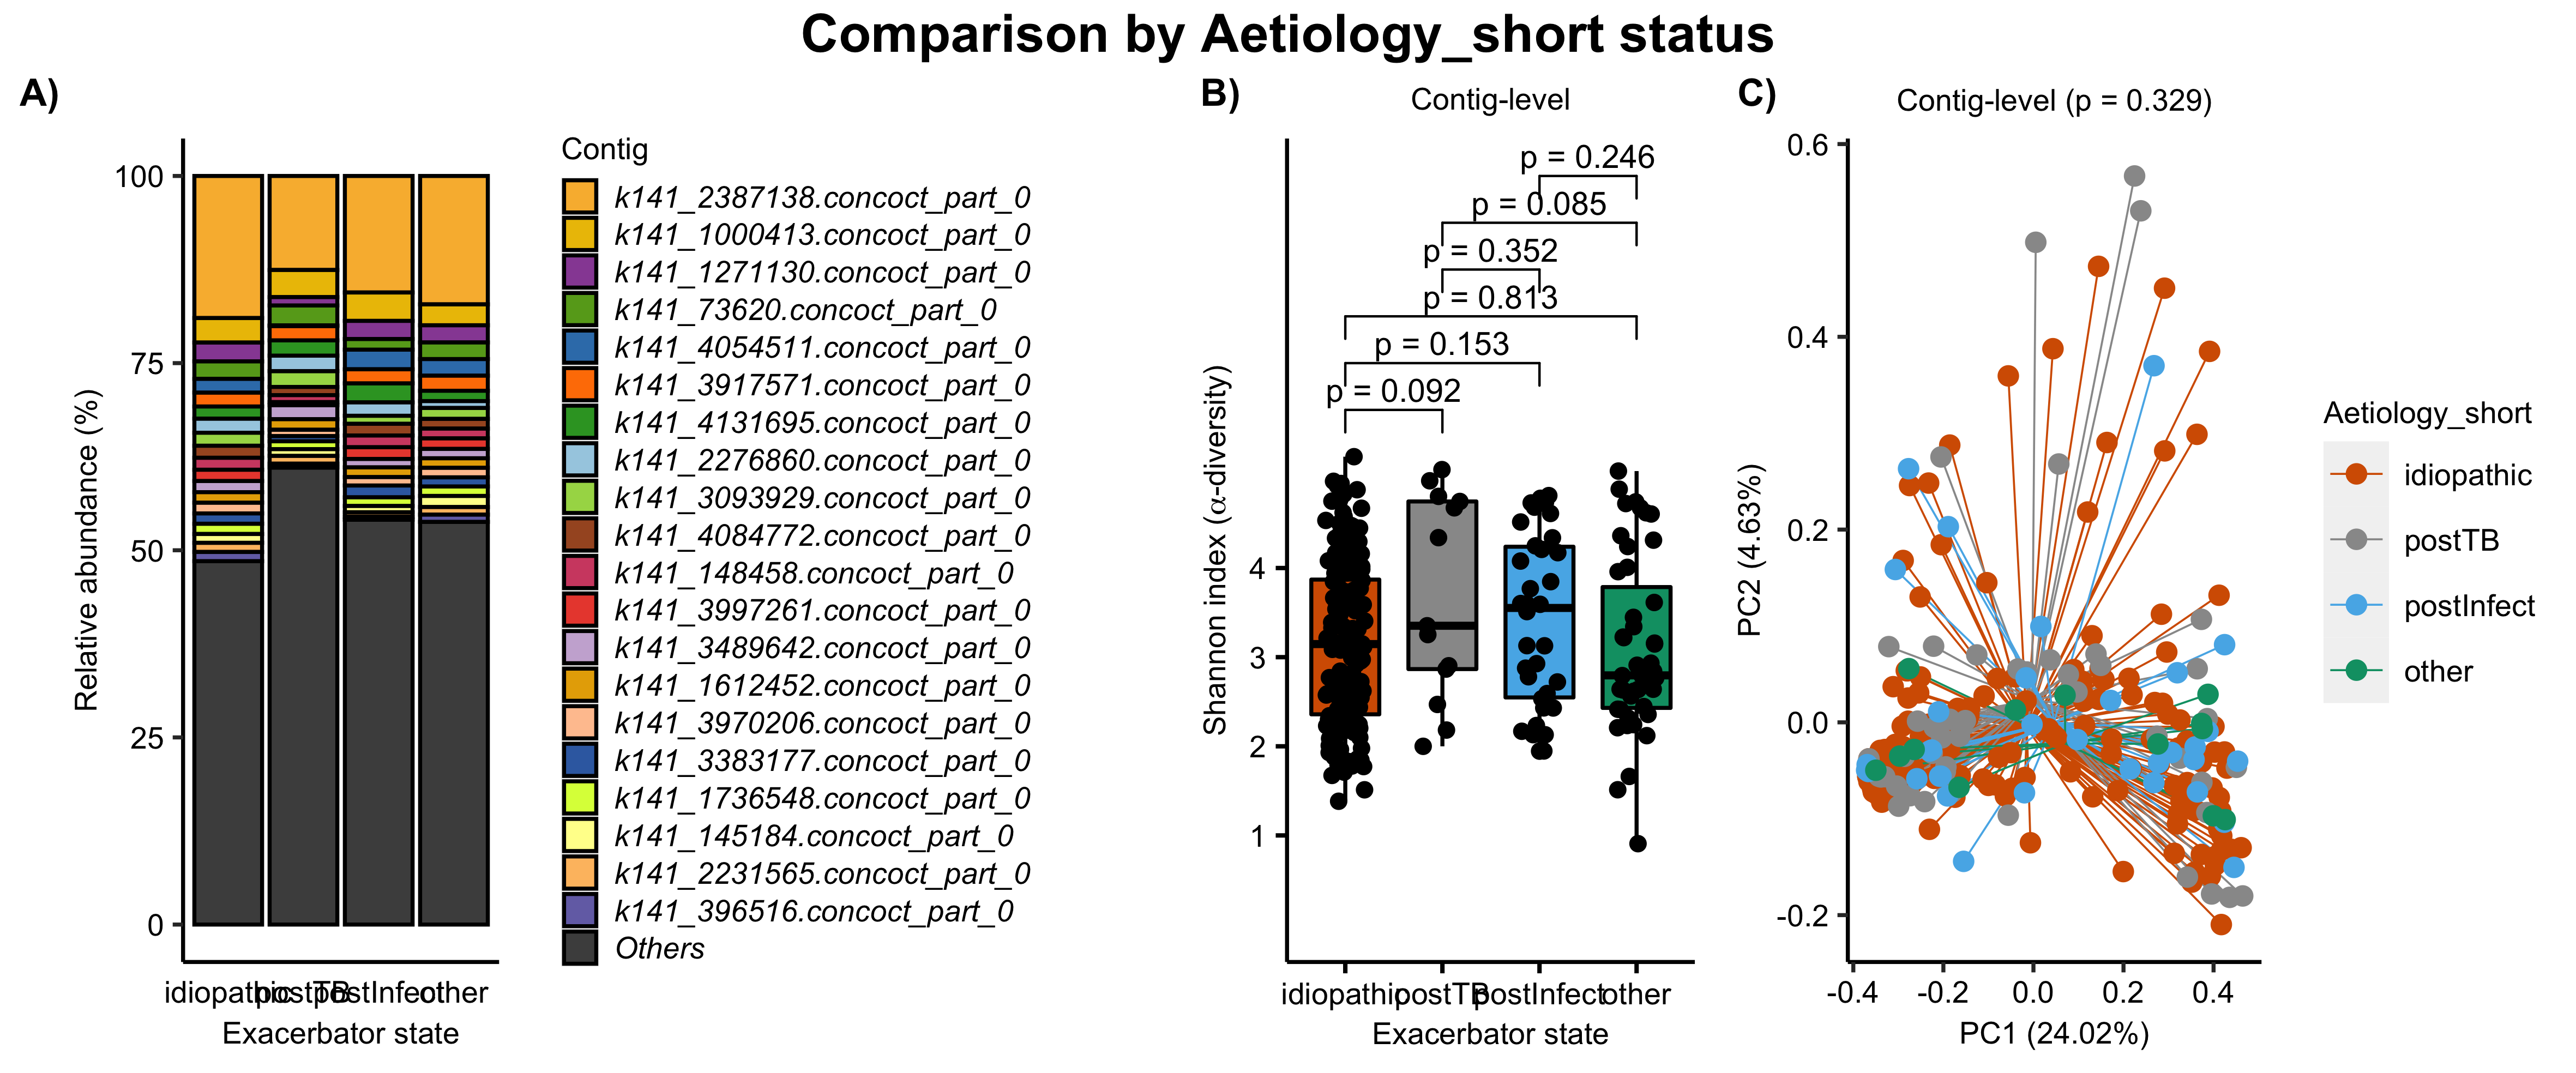 Comparison by Aetiology_short status
A)
Relative abundance (%)
100
75
50
25
0
idiopathic
postTB
postInfect
other
Exacerbator state
Contig
k141_2387138.concoct_part_0
k141_1000413.concoct_part_0
k141_1271130.concoct_part_0
k141_73620.concoct_part_0
k141_4054511.concoct_part_0
k141_3917571.concoct_part_0
k141_4131695.concoct_part_0
k141_2276860.concoct_part_0
k141_3093929.concoct_part_0
k141_4084772.concoct_part_0
k141_148458.concoct_part_0
k141_3997261.concoct_part_0
k141_3489642.concoct_part_0
k141_1612452.concoct_part_0
k141_3970206.concoct_part_0
k141_3383177.concoct_part_0
k141_1736548.concoct_part_0
k141_145184.concoct_part_0
k141_2231565.concoct_part_0
k141_396516.concoct_part_0
Others
B)
Contig-level
Shannon index (α-diversity)
p = 0.246
p = 0.085
p = 0.352
p = 0.813
p = 0.153
p = 0.092
4
3
2
1
idiopathic
postTB
postInfect
other
Exacerbator state
C)
Contig-level (p = 0.329)
PC2 (4.63%)
0.6
0.4
0.2
0.0
-0.2
-0.4
-0.2
0.0
0.2
0.4
PC1 (24.02%)
Aetiology_short
idiopathic
postTB
postInfect
other